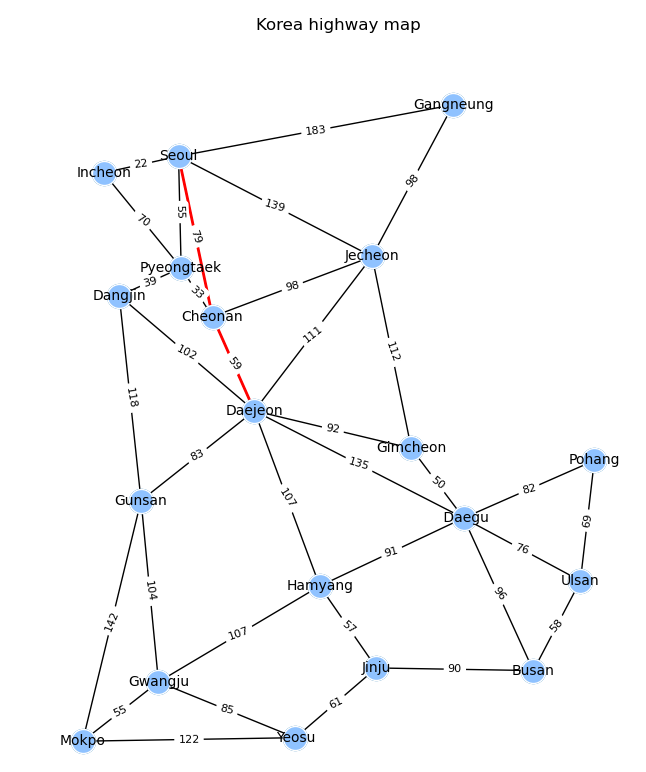 Korea highway map
Gangneung
183
Seoul
22
Incheon
98
55
139
70
79
Jecheon
Pyeongtaek
39
33
98
Dangjin
Cheonan
111
102
112
59
118
Daejeon
92
Gimcheon
83
135
Pohang
50
82
107
Gunsan
Daegu
69
76
91
Ulsan
104
Hamyang
96
142
57
58
107
Jinju
90
Busan
Gwangju
61
55
85
Mokpo
122
Yeosu